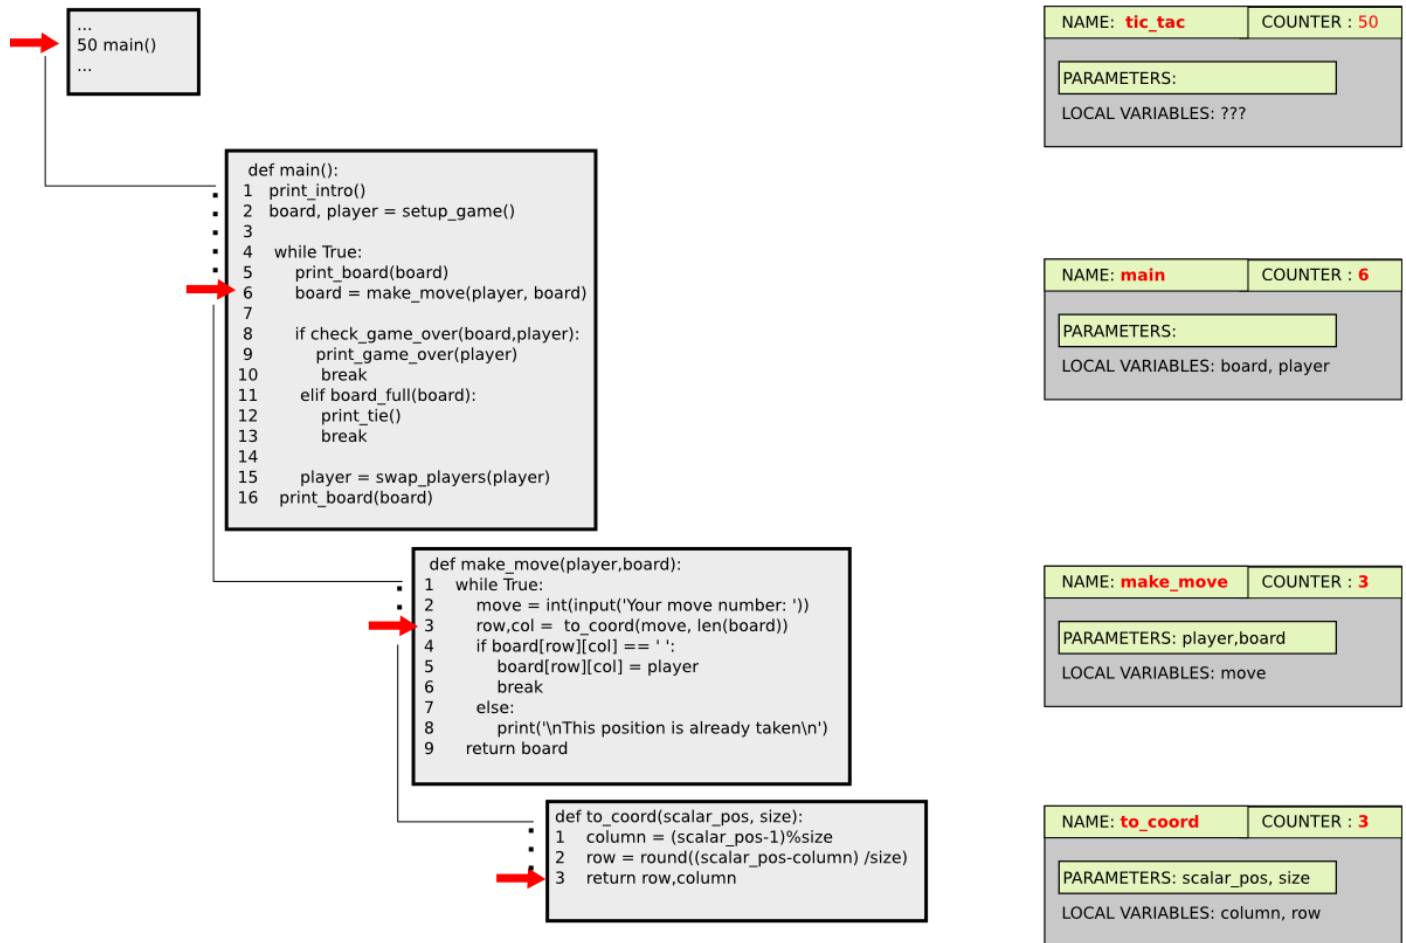 ...
50 main()
...
NAME: tic_tac COUNTER : 50
PARAMETERS:
LOCAL VARIABLES: ???
def main():
1 print_intro()
2 board, player = setup_game()
3
4 while True:
5 print_board(board)
6 board = make_move(player, board)
7
8 if check_game_over(board,player):
9 print_game_over(player)
10 break
11 elif board_full(board):
12 print_tie()
13 break
14
15 player = swap_players(player)
16 print_board(board)
NAME: main COUNTER : 6
PARAMETERS:
LOCAL VARIABLES: board, player
def make_move(player,board):
1 while True:
2 move = int(input('Your move number: '))
3 row,col = to_coord(move, len(board))
4 if board[row][col] == ' ':
5 board[row][col] = player
6 break
7 else:
8 print('\nThis position is already taken\n')
9 return board
NAME: make_move COUNTER : 3
PARAMETERS: player,board
LOCAL VARIABLES: move
def to_coord(scalar_pos, size):
1 column = (scalar_pos-1)%size
2 row = round((scalar_pos-column) /size)
3 return row,column
NAME: to_coord COUNTER : 3
PARAMETERS: scalar_pos, size
LOCAL VARIABLES: column, row